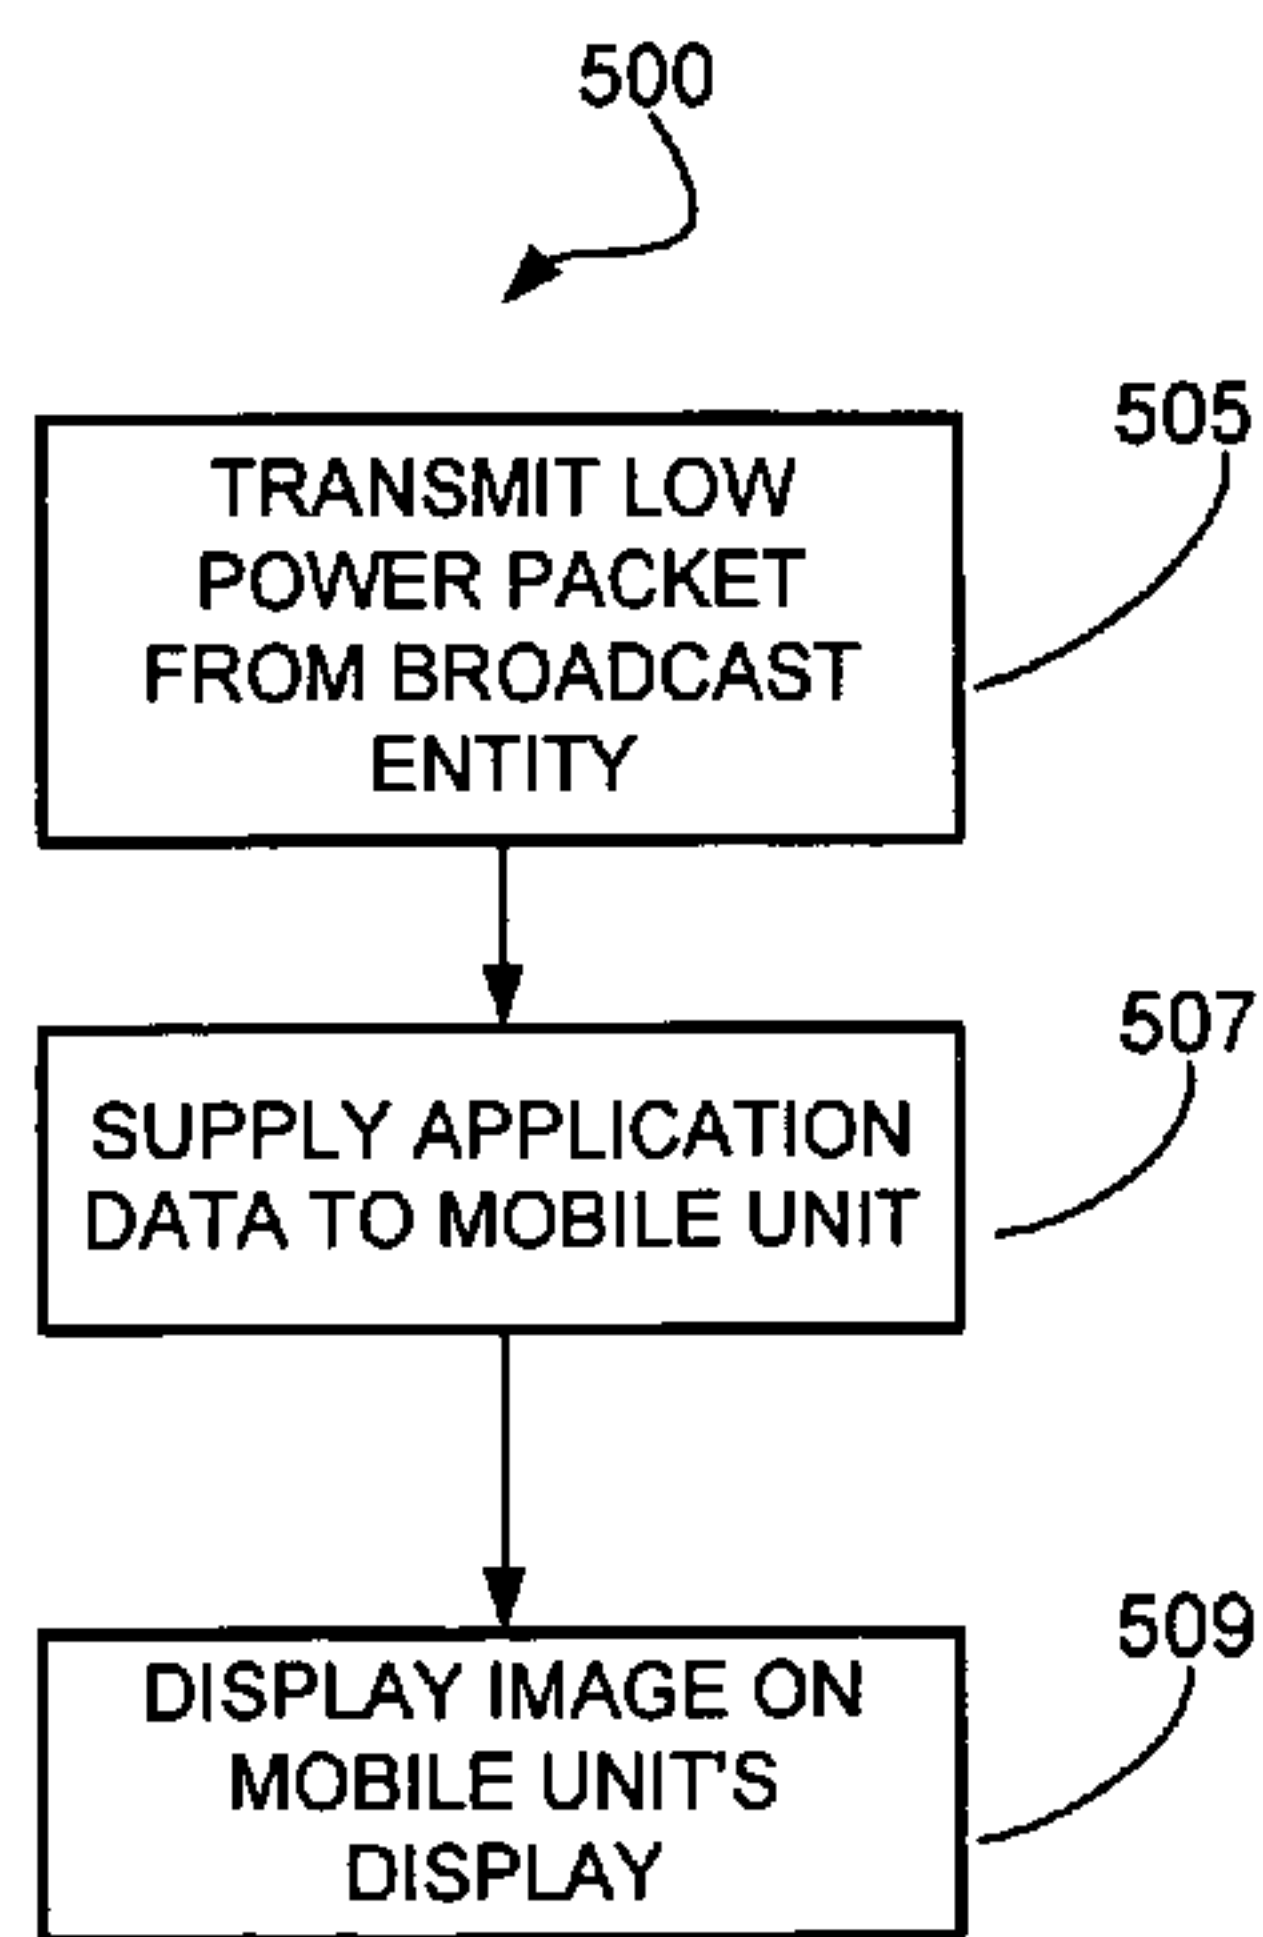 500
505
TRANSMIT LOW
POWER PACKET
FROM BROADCAST
ENTITY
507
SUPPLY APPLICATION
DATA TO MOBILE UNIT
509
DISPLAY IMAGE ON
MOBILE UNIT'S
DISPLAY